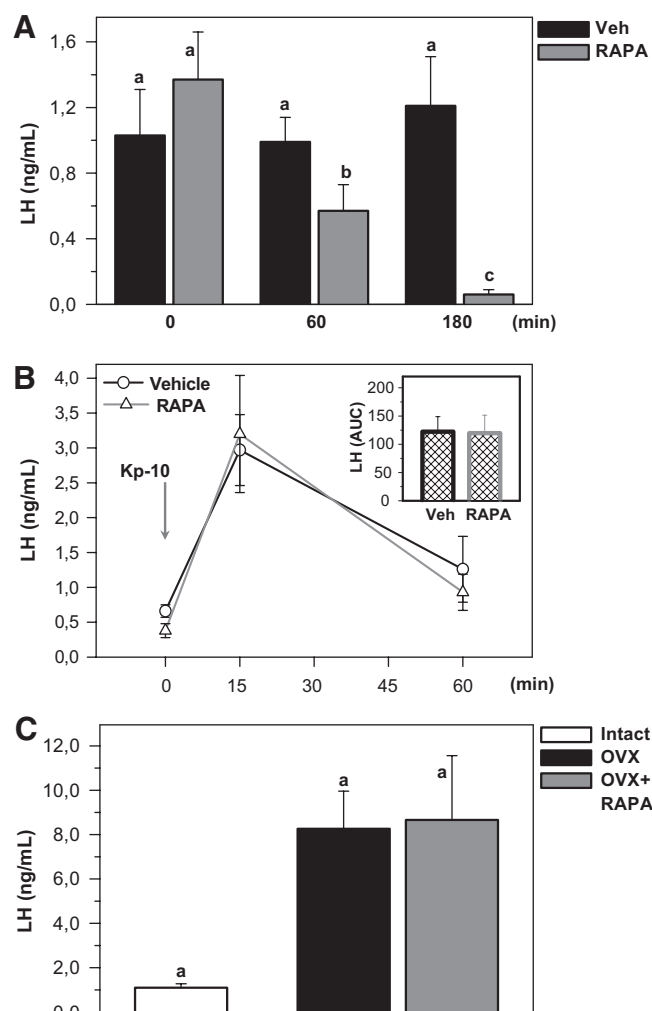 A
Veh
RAPA
LH (ng/mL)
1,6
1,2
0,8
0,4
0,0
a
a
a
b
a
c
0
60
180
(min)
B
Vehicle
RAPA
Kp-10
LH (ng/mL)
4,0
3,5
3,0
2,5
2,0
1,5
1,0
0,5
0,0
LH (AUC)
200
150
100
50
0
Veh RAPA
0
15
30
45
60
(min)
C
Intact
OVX
OVX+
RAPA
LH (ng/mL)
12,0
10,0
8,0
6,0
4,0
2,0
0,0
a
a
a